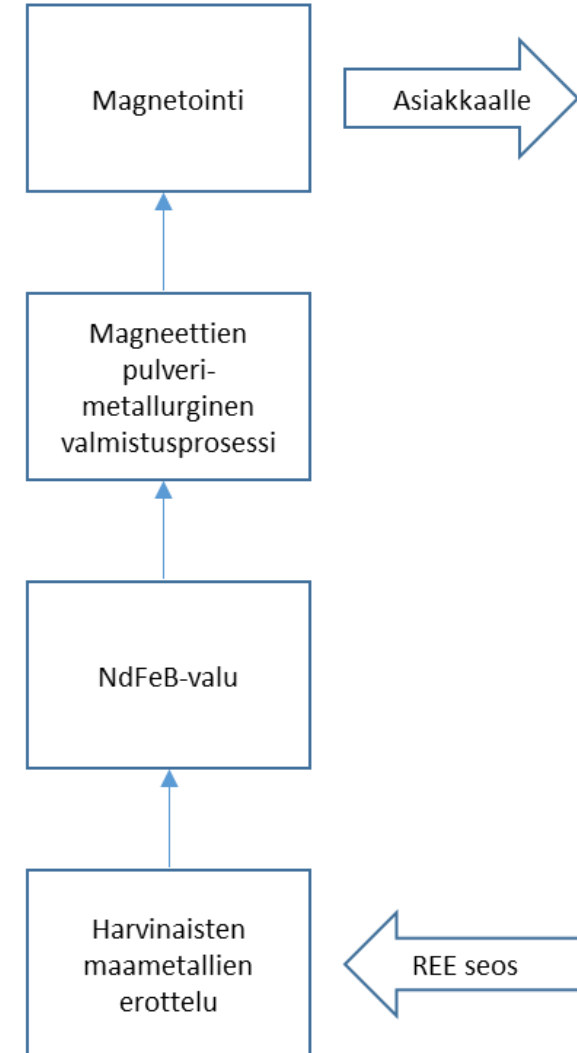 Magnetointi
Asiakkaalle
Magneettien
pulveri-
metallurginen
valmistusprosessi
NdFeB-valu
Harvinaisten
maametallien
erottelu
REE seos